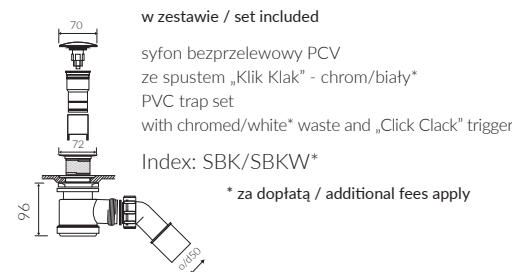 70
w zestawie / set included
syfon bezprzelewowy PCV
ze spustem „Klik Klak” - chrom/biały*
PVC trap set
with chromed/white* waste and „Click Clack” trigger
72
Index: SBK/SBKW*
* za dopłatą / additional fees apply
96
o/d50